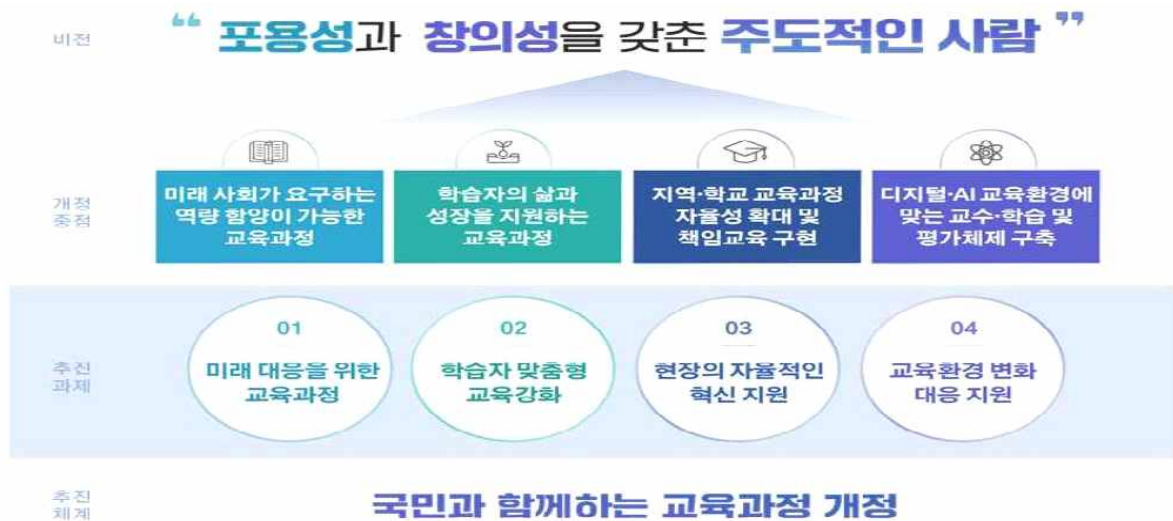 비전
“ 포용성과 창의성을 갖춘 주도적인 사람 ”
개정
중점
미래 사회가 요구하는
역량 함양이 가능한
교육과정
학습자의 삶과
성장을 지원하는
교육과정
지역·학교 교육과정
자율성 확대 및
책임교육 구현
디지털·AI 교육환경에
맞는 교수·학습 및
평가체제 구축
추진
과제
01
미래 대응을 위한
교육과정
02
학습자 맞춤형
교육강화
03
현장의 자율적인
혁신 지원
04
교육환경 변화
대응 지원
추진
체계
국민과 함께하는 교육과정 개정